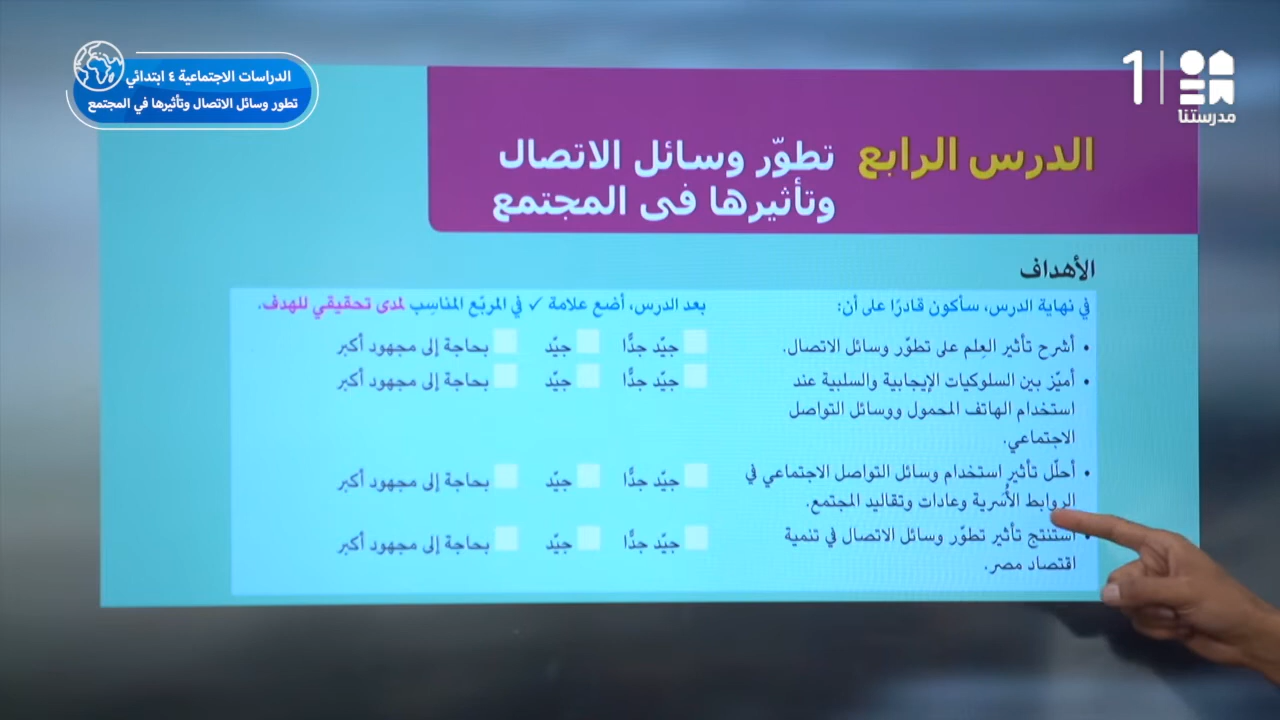 الدراسات الاجتماعية ٤ ابتدائي
تطور وسائل الاتصال وتأثيرها في المجتمع
1
مدرستنا
الدرس الرابع تطوّر وسائل الاتصال
وتأثيرها فى المجتمع
الأهداف
في نهاية الدرس، سأكون قادرًا على أن: بعد الدرس، أضع علامة ✓ في المربّع المناسِب لمدى تحقيقي للهدف.
• أشرح تأثير العِلم على تطوّر وسائل الاتصال. جيّد جدًّا جيّد بحاجة إلى مجهود أكبر
• أميّز بين السلوكيات الإيجابية والسلبية عند جيّد جدًّا جيّد بحاجة إلى مجهود أكبر
استخدام الهاتف المحمول ووسائل التواصل
الاجتماعي.
• أحلّل تأثير استخدام وسائل التواصل الاجتماعي في جيّد جدًّا جيّد بحاجة إلى مجهود أكبر
الروابط الأُسَرية وعادات وتقاليد المجتمع.
• أستنتج تأثير تطوّر وسائل الاتصال في تنمية جيّد جدًّا جيّد بحاجة إلى مجهود أكبر
اقتصاد مصر.